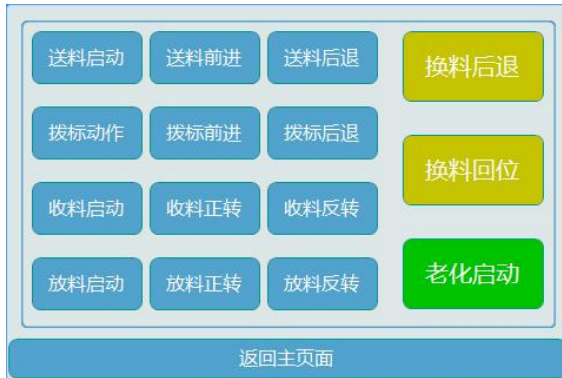 送料启动 送料前进 送料后退 换料后退
拨标动作 拨标前进 拨标后退 换料回位
收料启动 收料正转 收料反转
放料启动 放料正转 放料反转 老化启动
返回主页面